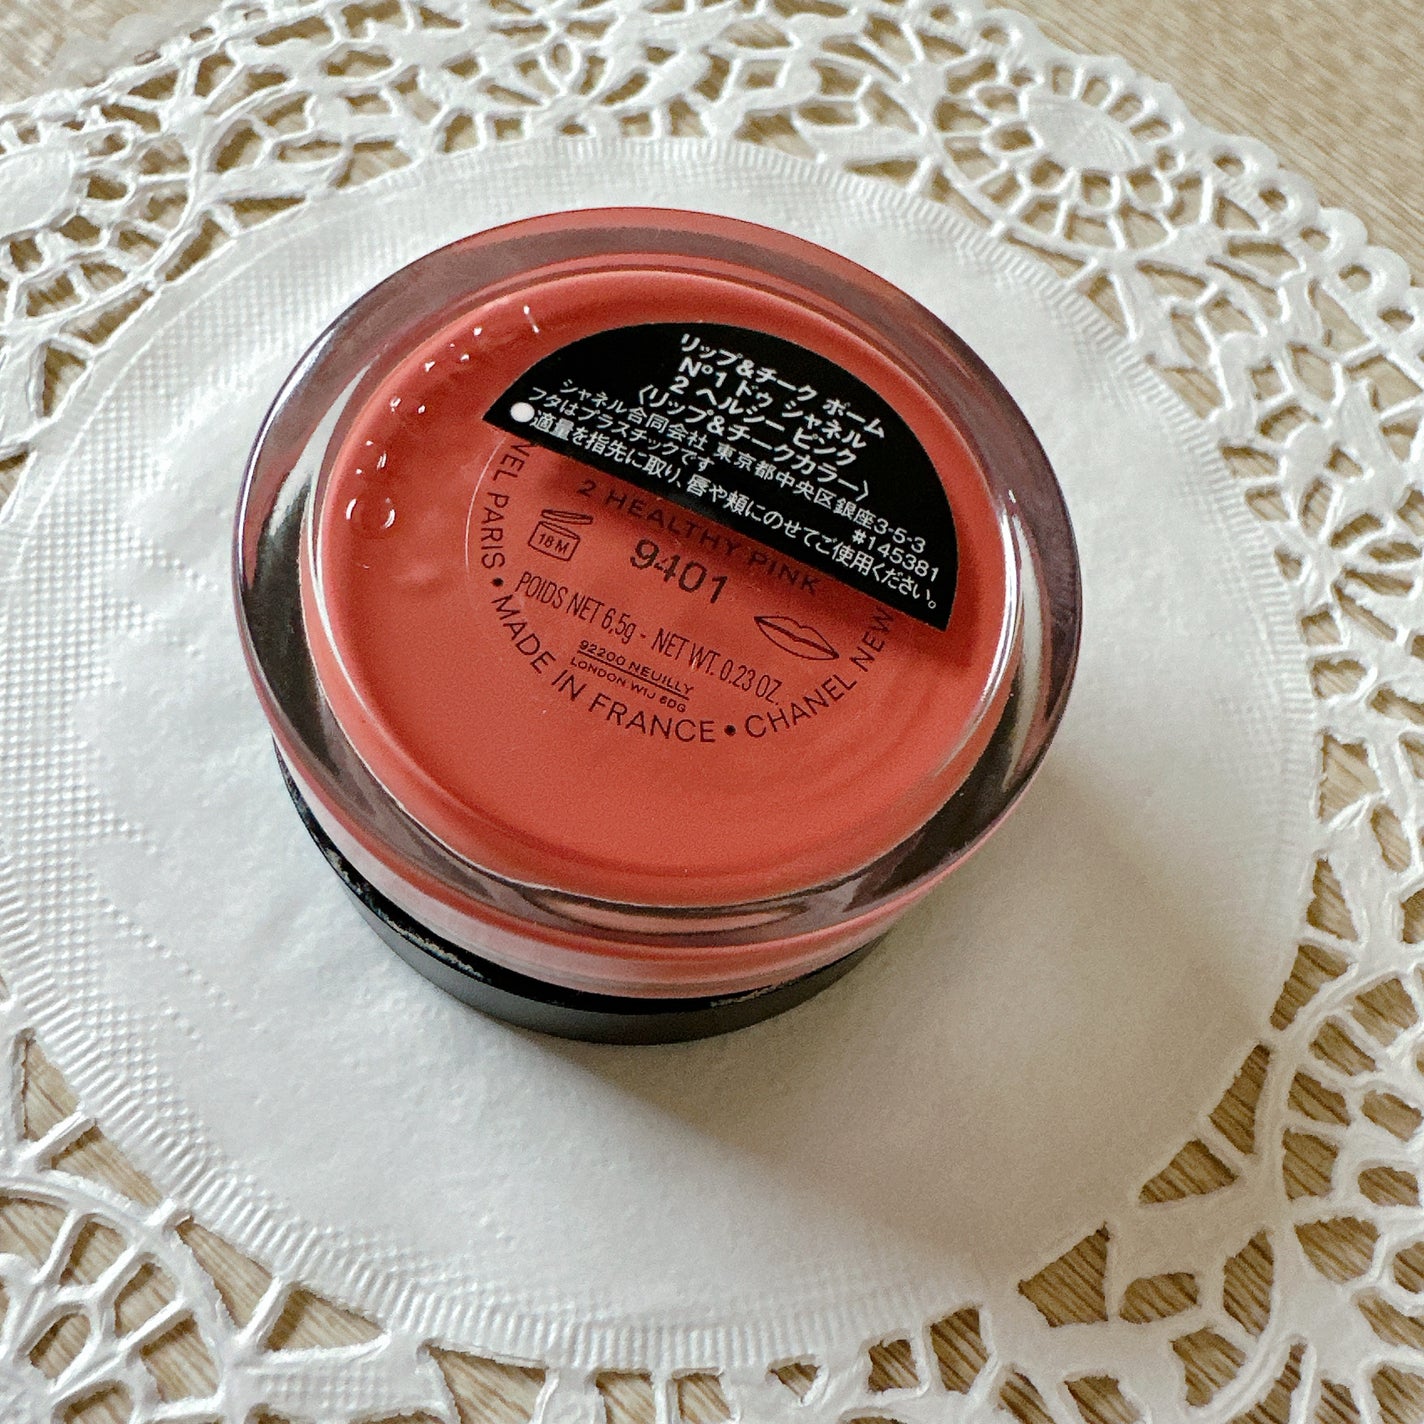 リップ&チーク ボーム
N°1 ドゥ シャネル
2 ヘルシー ピンク
〈リップ&チークカラー〉
シャネル合同会社 東京都中央区銀座3-5-3
フタはプラスチックです #145381
●適量を指先に取り、唇や頬にのせてご使用ください。
2 HEALTHY PINK
18M
9401
POIDS NET 6,5g - NET WT. 0.23 OZ.
92200 NEUILLY
LONDON W1J 6DG
PARIS • MADE IN FRANCE • CHANEL NEW